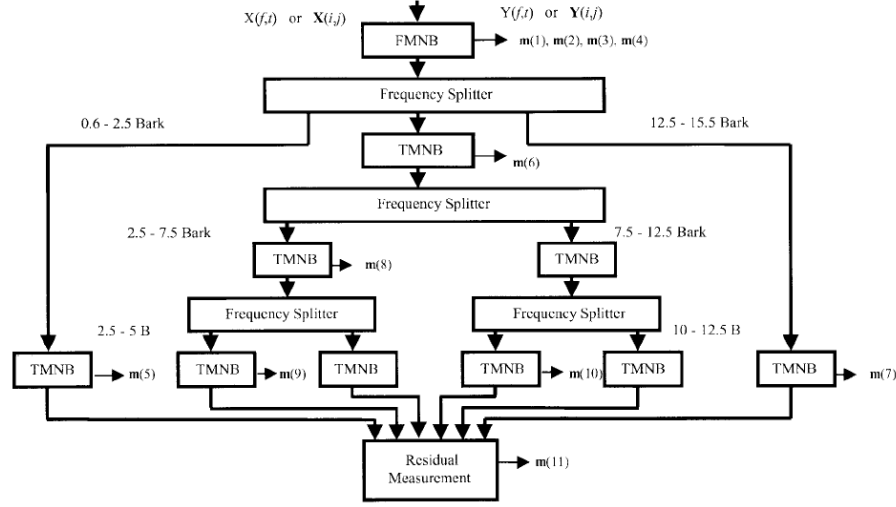 X(f,t) or X(i,j) Y(f,t) or Y(i,j)
FMNB
m(1), m(2), m(3). m(4)
Frequency Splitter
0.6 - 2.5 Bark
12.5 - 15.5 Bark
TMNB
m(6)
Frequency Splitter
2.5 - 7.5 Bark
7.5 - 12.5 Bark
TMNB
m(8)
TMNB
Frequency Splitter
Frequency Splitter
2.5 - 5 B
10 - 12.5 B
TMNB
m(5)
TMNB
m(9)
TMNB
TMNB
m(10)
TMNB
TMNB
m(7)
Residual
Measurement
m(11)